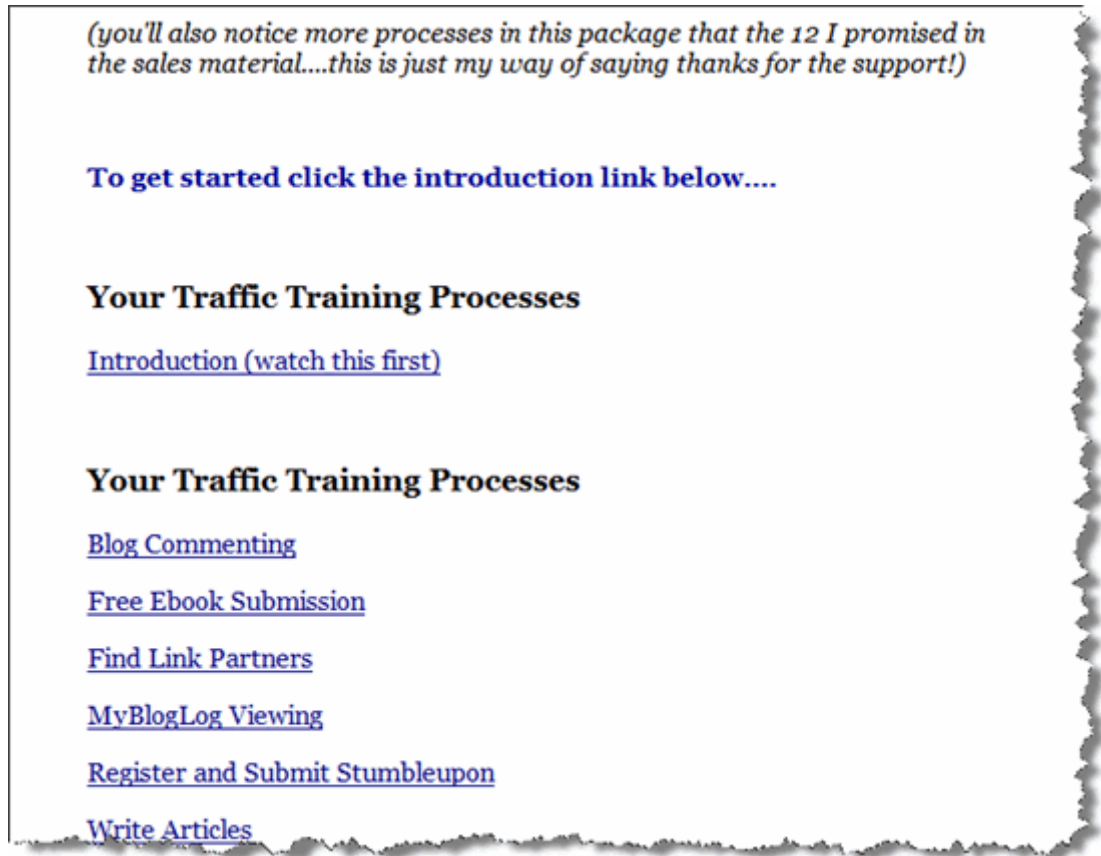 (you'll also notice more processes in this package that the 12 I promised in
the sales material....this is just my way of saying thanks for the support!)
To get started click the introduction link below....
Your Traffic Training Processes
Introduction (watch this first)
Your Traffic Training Processes
Blog Commenting
Free Ebook Submission
Find Link Partners
MyBlogLog Viewing
Register and Submit Stumbleupon
Write Articles